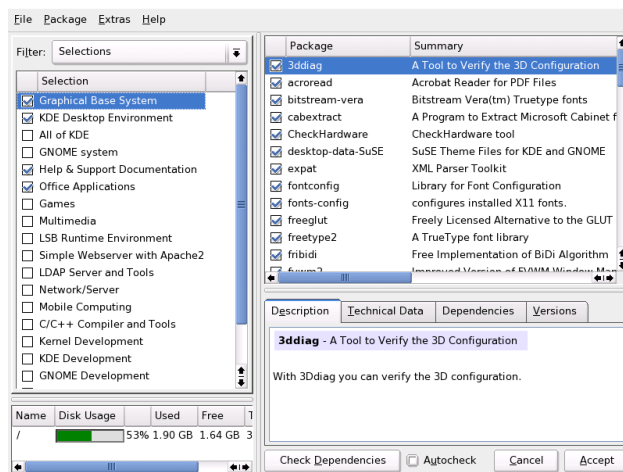 File Package Extras Help
Filter: Selections
Selection
Graphical Base System
KDE Desktop Environment
All of KDE
GNOME system
Help & Support Documentation
Office Applications
Games
Multimedia
LSB Runtime Environment
Simple Webserver with Apache2
LDAP Server and Tools
Network/Server
Mobile Computing
C/C++ Compiler and Tools
Kernel Development
KDE Development
GNOME Development
Name Disk Usage Used Free
/ 53% 1.90 GB 1.64 GB 3
Package Summary
3ddiag A Tool to Verify the 3D Configuration
acroread Acrobat Reader for PDF Files
bitstream-vera Bitstream Vera(tm) Truetype fonts
cabextract A Program to Extract Microsoft Cabinet f
CheckHardware CheckHardware tool
desktop-data-SuSE SuSE Theme Files for KDE and GNOME
expat XML Parser Toolkit
fontconfig Library for Font Configuration
fonts-config configures installed X11 fonts.
freeglut Freely Licensed Alternative to the GLUT
freetype2 A TrueType font library
fribidi Free Implementation of BiDi Algorithm
fvwm2 Improved Version of FVWM Window Man
Description Technical Data Dependencies Versions
3ddiag - A Tool to Verify the 3D Configuration
With 3Ddiag you can verify the 3D configuration.
Check Dependencies Autocheck Cancel Accept